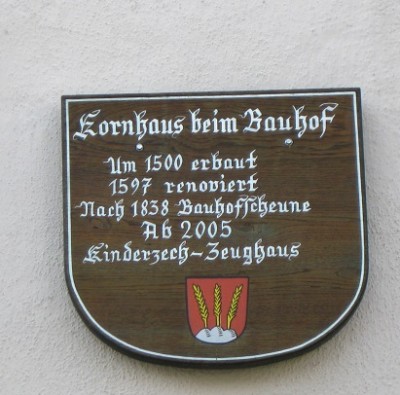 Kornhaus beim Bauhof
Um 1500 erbaut
1597 renoviert
Nach 1838 Bauhofscheune
Ab 2005
Kinderzech-Zeughaus